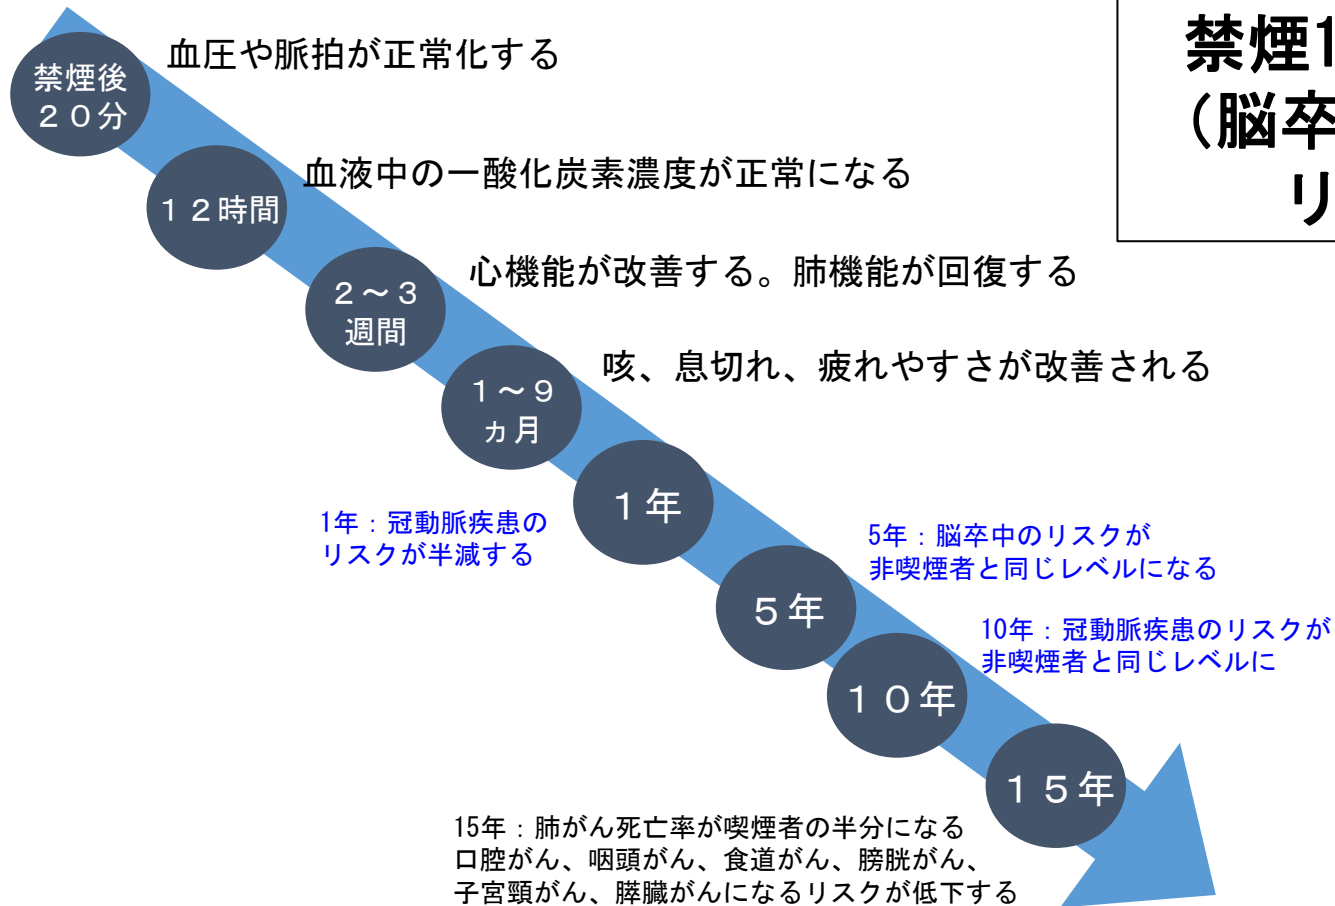 禁煙後
２０分
血圧や脈拍が正常化する
禁煙1
（脳卒
リ
１２時間
血液中の一酸化炭素濃度が正常になる
２～３
週間
心機能が改善する。肺機能が回復する
１～９
ヵ月
咳、息切れ、疲れやすさが改善される
１年
1年：冠動脈疾患の
リスクが半減する
５年
5年：脳卒中のリスクが
非喫煙者と同じレベルになる
１０年
10年：冠動脈疾患のリスクが
非喫煙者と同じレベルに
１５年
15年：肺がん死亡率が喫煙者の半分になる
口腔がん、咽頭がん、食道がん、膀胱がん、
子宮頸がん、膵臓がんになるリスクが低下する